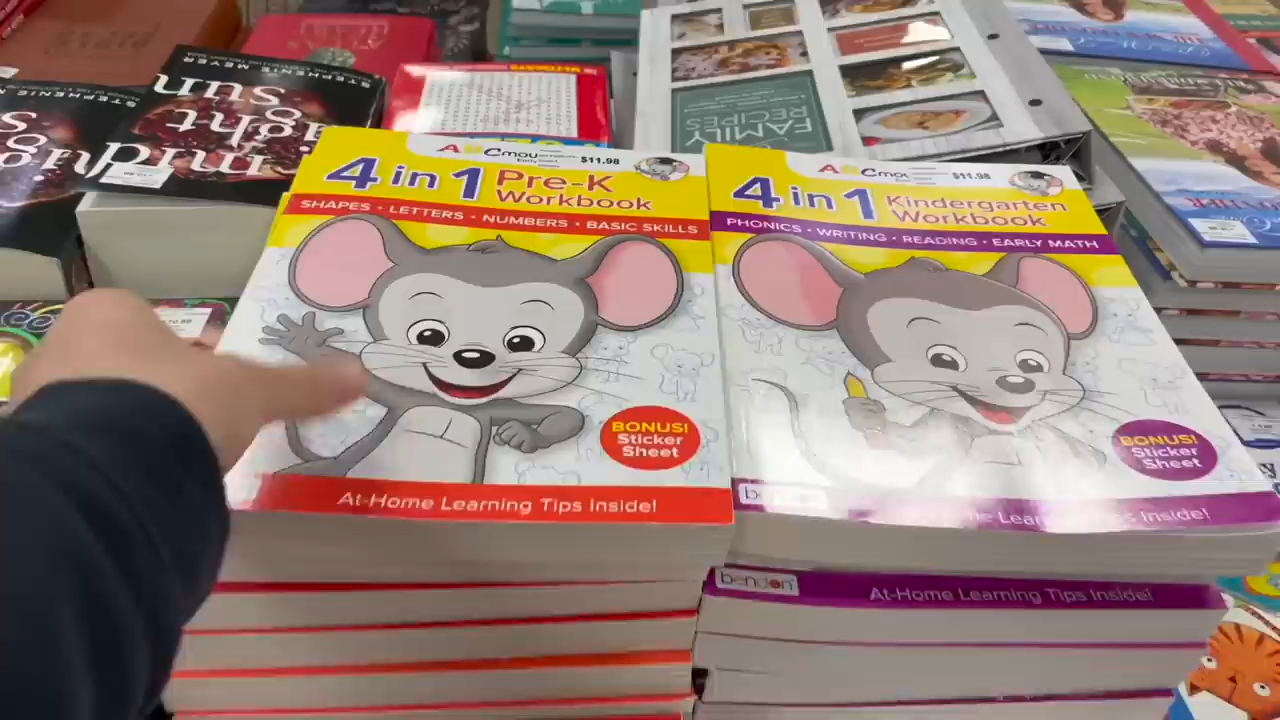 STEPHENIE MEYER
midnight
sun
FAMILY
RECIPES
$11.98
4 in 1 Pre-K
Workbook
SHAPES • LETTERS • NUMBERS • BASIC SKILLS
BONUS!
Sticker
Sheet
At-Home Learning Tips Inside!
$11.98
4 in 1 Kindergarten
Workbook
PHONICS • WRITING • READING • EARLY MATH
BONUS!
Sticker
Sheet
Inside!
bendon
At-Home Learning Tips Inside!